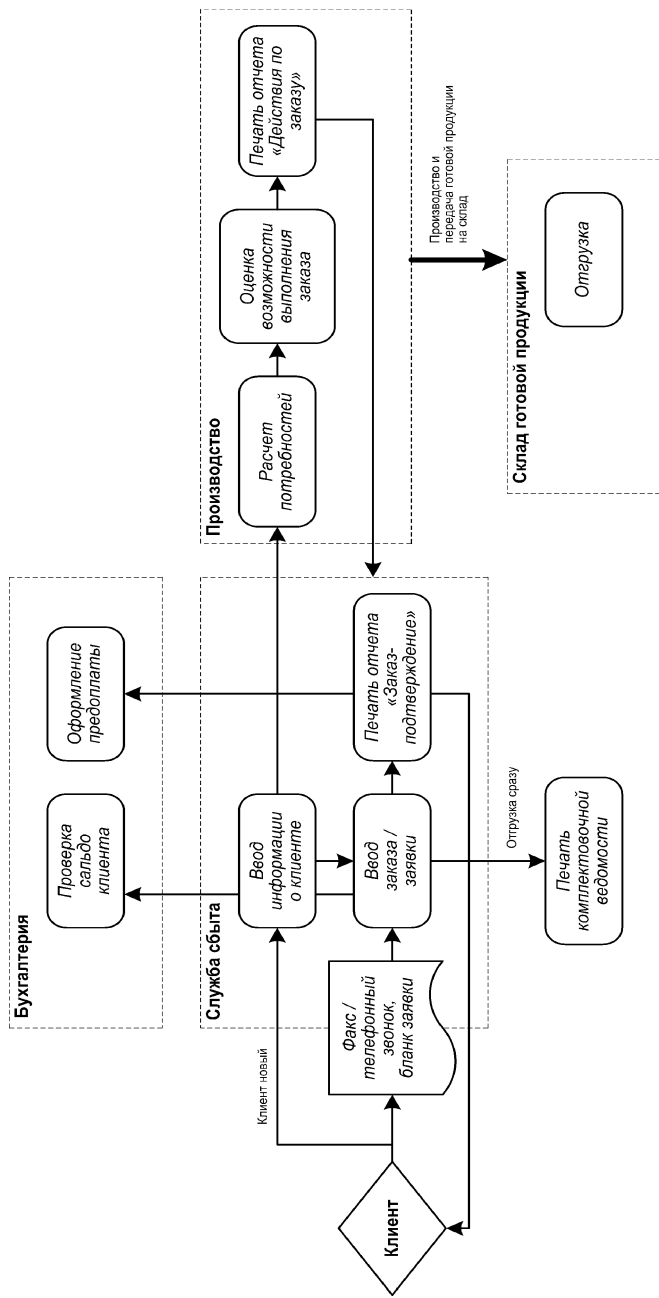 Бухгалтерия
Проверка
сальдо
клиента
Оформление
предоплаты
Служба сбыта
Клиент новый
Клиент
Факс /
телефонный
звонок,
бланк заявки
Ввод
информации
о клиенте
Ввод
заказа /
заявки
Печать отчета
«Заказ-
подтверждение»
Производство
Расчет
потребностей
Оценка
возможности
выполнения
заказа
Печать отчета
«Действия по
заказу»
Отгрузка сразу
Печать
комплектовочной
ведомости
Производство и
передача готовой продукции
на склад
Склад готовой продукции
Отгрузка